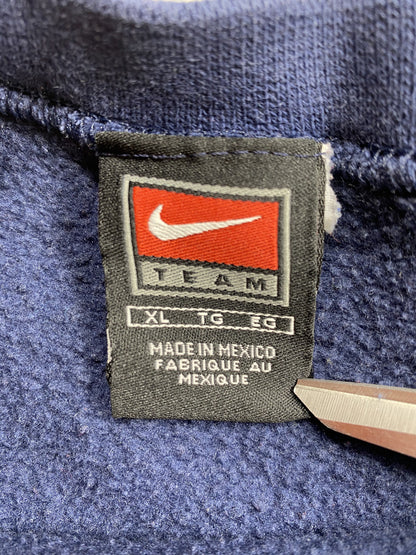 TEAM
XL TG EG
MADE IN MEXICO
FABRIQUE AU
MEXIQUE